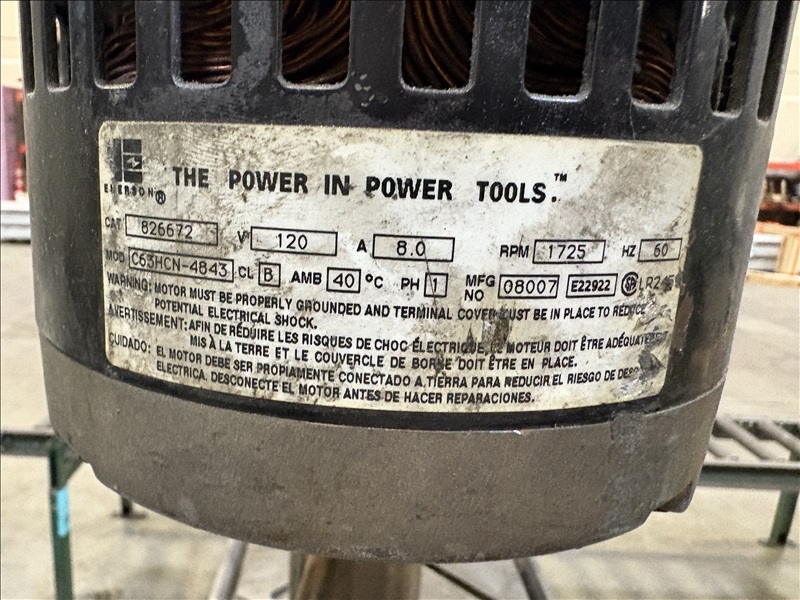 EMERSON® THE POWER IN POWER TOOLS.™
CAT 826672 V 120 A 8.0 RPM 1725 HZ 60
MOD C63HCN-4843 CL B AMB 40 °C PH 1 MFG NO 08007 E22922
WARNING: MOTOR MUST BE PROPERLY GROUNDED AND TERMINAL COVER MUST BE IN PLACE TO REDUCE
POTENTIAL ELECTRICAL SHOCK.
AVERTISSEMENT: AFIN DE RÉDUIRE LES RISQUES DE CHOC ÉLECTRIQUE, LE MOTEUR DOIT ÊTRE
MIS À LA TERRE ET LE COUVERCLE DE BORNE DOIT ÊTRE EN PLACE.
CUIDADO: EL MOTOR DEBE SER PROPIAMENTE CONECTADO A TIERRA PARA REDUCIR EL RIESGO DE
ELECTRICA. DESCONECTE EL MOTOR ANTES DE HACER REPARACIONES.